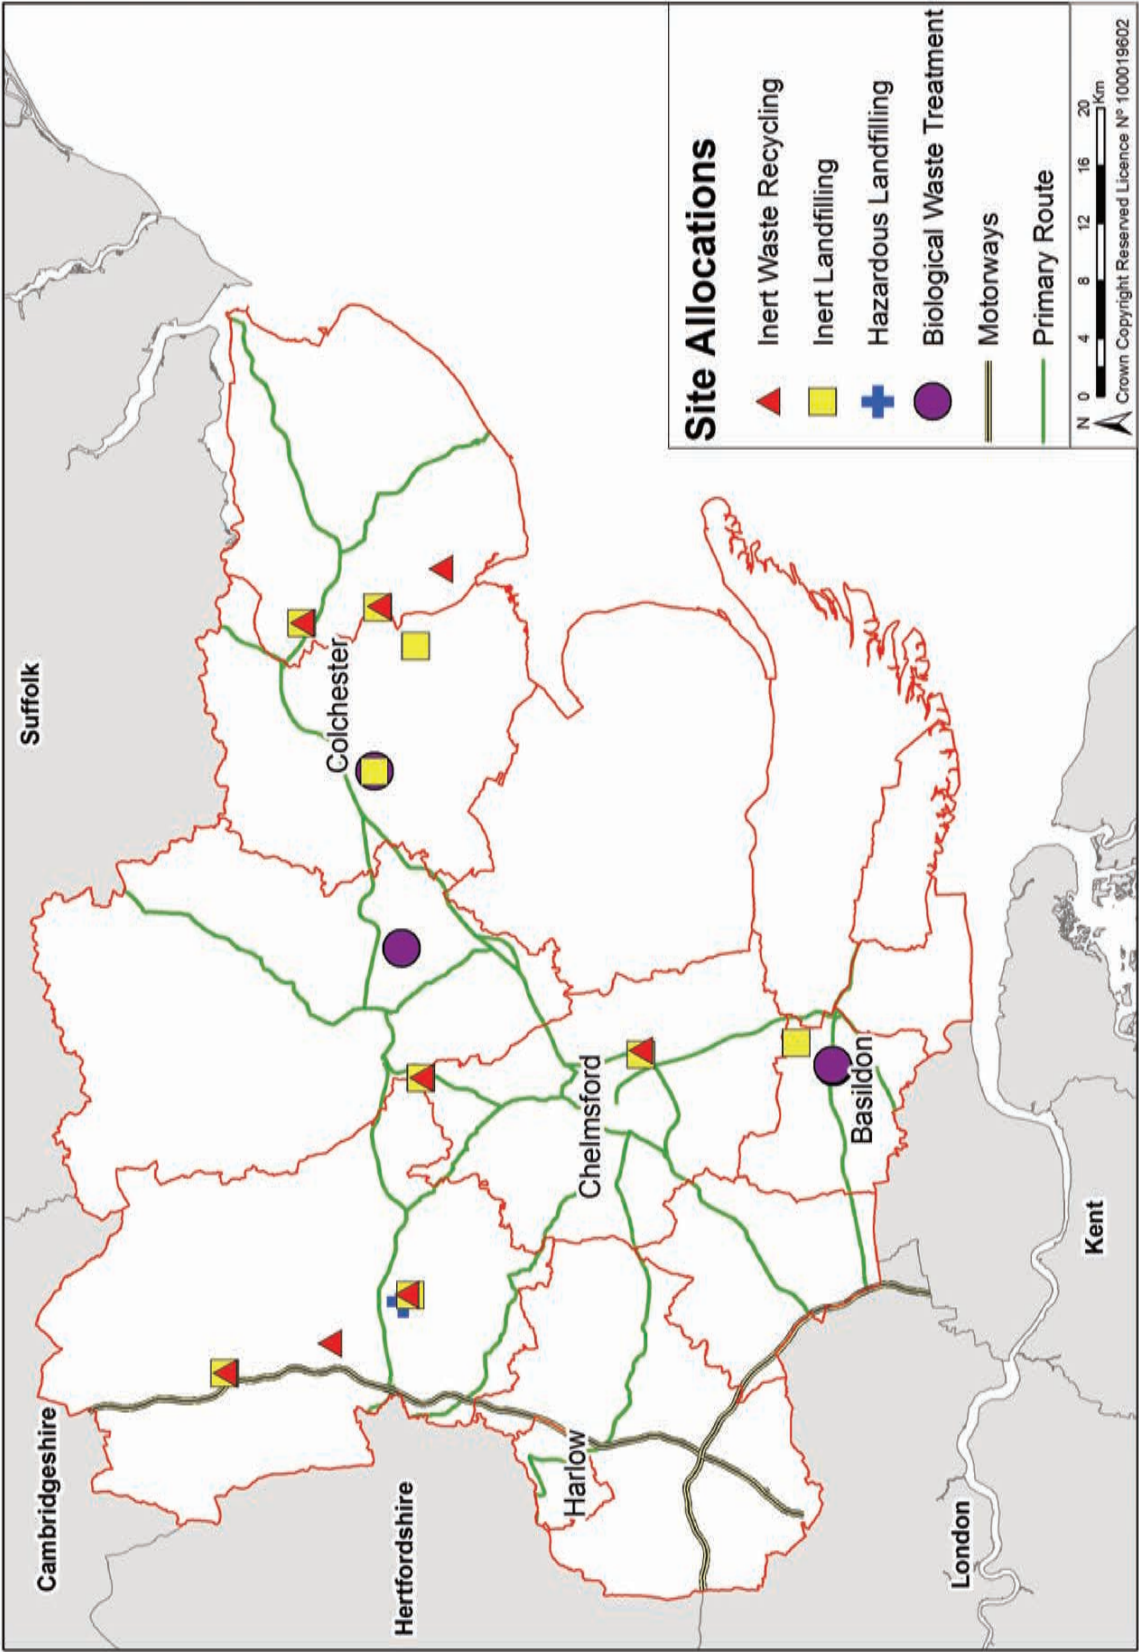 Cambridgeshire
Suffolk
Hertfordshire
Colchester
Harlow
Chelmsford
Basildon
London
Kent
Site Allocations
Inert Waste Recycling
Inert Landfilling
Hazardous Landfilling
Biological Waste Treatment
Motorways
Primary Route
N 0 4 8 12 16 20
Km
Crown Copyright Reserved Licence Nº 100019602